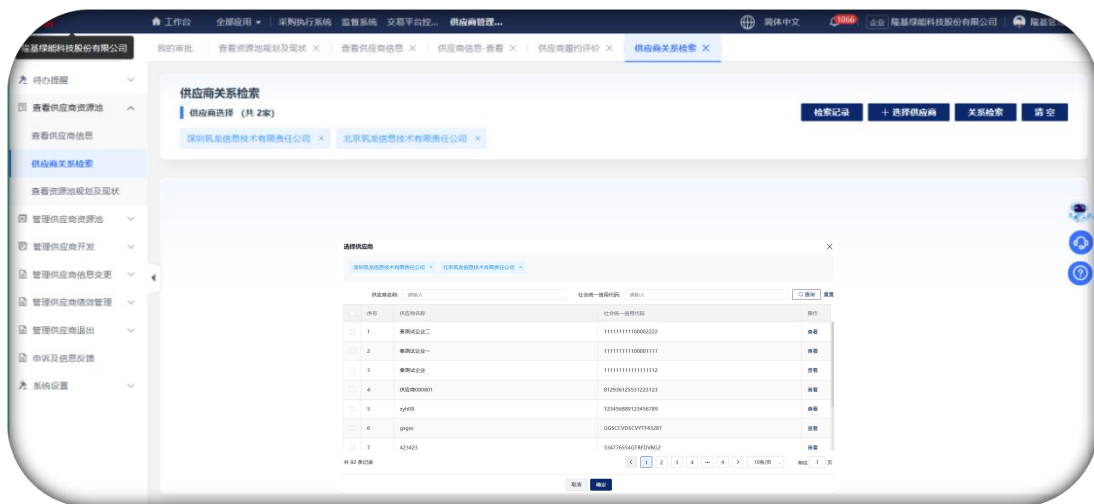 工作台 全部应用 采购执行系统 监督系统 交易平台控... 供应商管理... 简体中文 1066 企业 隆基绿能科技股份有限公司
隆基绿能科技股份有限公司 我的审批 查看资源池规划及现状 × 查看供应商信息 × 供应商信息-查看 × 供应商履约评价 × 供应商关系检索 ×
待办提醒
查看供应商资源池
查看供应商信息
供应商关系检索
查看资源池规划及现状
管理供应商资源池
管理供应商开发
管理供应商信息变更
管理供应商绩效管理
管理供应商退出
申诉及信息反馈
系统设置
供应商关系检索
供应商选择 (共 2家)
检索记录 + 选择供应商 关系检索 清空
深圳筑龙信息技术有限责任公司 × 北京筑龙信息技术有限责任公司 ×
选择供应商 ×
深圳筑龙信息技术有限责任公司 × 北京筑龙信息技术有限责任公司 ×
供应商名称: 请输入 社会统一信用代码: 请输入 查询 重置
序号 供应商名称 社会统一信用代码 操作
1 秦测试企业二 111111111100002222 查看
2 秦测试企业一 111111111100001111 查看
3 秦测试企业 111111111111111112 查看
4 供应商080801 812936125531223123 查看
5 zyh08 123456889123456789 查看
6 gsgss GGSCCVDSCVYTF43287 查看
7 423423 334776554GTRFDVBG2 查看
共 82 条记录 < 1 2 3 4 ... 9 > 10条/页 前往 1 页
取消 确定